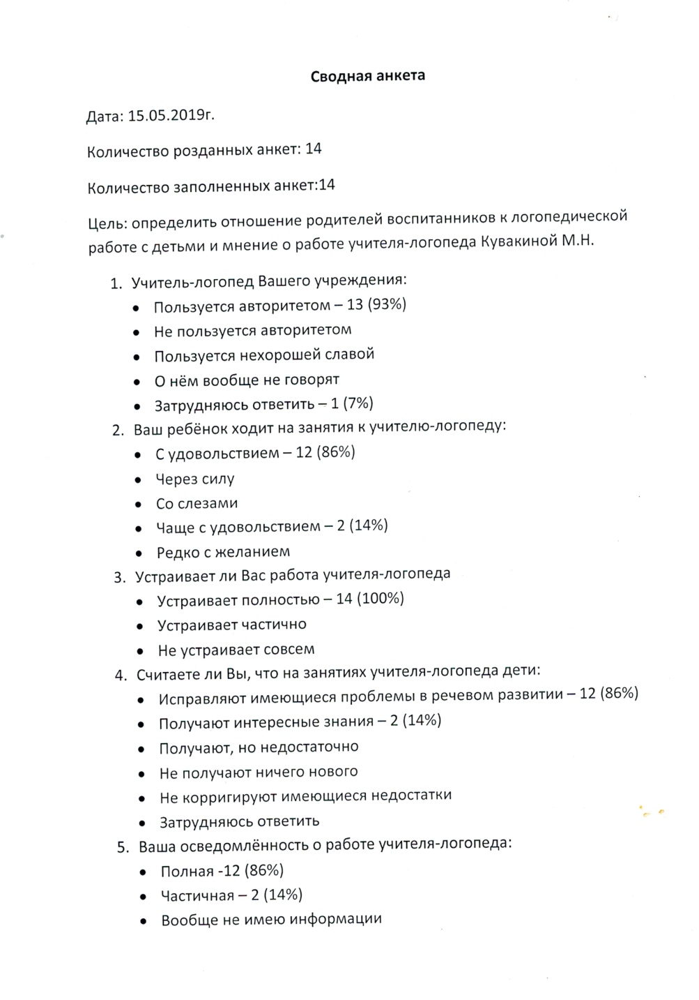 Сводная анкета
Дата: 15.05.2019г.
Количество розданных анкет: 14
Количество заполненных анкет:14
Цель: определить отношение родителей воспитанников к логопедической
работе с детьми и мнение о работе учителя-логопеда Кувакиной М.Н.
1. Учитель-логопед Вашего учреждения:
• Пользуется авторитетом – 13 (93%)
• Не пользуется авторитетом
• Пользуется нехорошей славой
• О нём вообще не говорят
• Затрудняюсь ответить – 1 (7%)
2. Ваш ребёнок ходит на занятия к учителю-логопеду:
• С удовольствием – 12 (86%)
• Через силу
• Со слезами
• Чаще с удовольствием – 2 (14%)
• Редко с желанием
3. Устраивает ли Вас работа учителя-логопеда
• Устраивает полностью – 14 (100%)
• Устраивает частично
• Не устраивает совсем
4. Считаете ли Вы, что на занятиях учителя-логопеда дети:
• Исправляют имеющиеся проблемы в речевом развитии – 12 (86%)
• Получают интересные знания – 2 (14%)
• Получают, но недостаточно
• Не получают ничего нового
• Не корригируют имеющиеся недостатки
• Затрудняюсь ответить
5. Ваша осведомлённость о работе учителя-логопеда:
• Полная -12 (86%)
• Частичная – 2 (14%)
• Вообще не имею информации